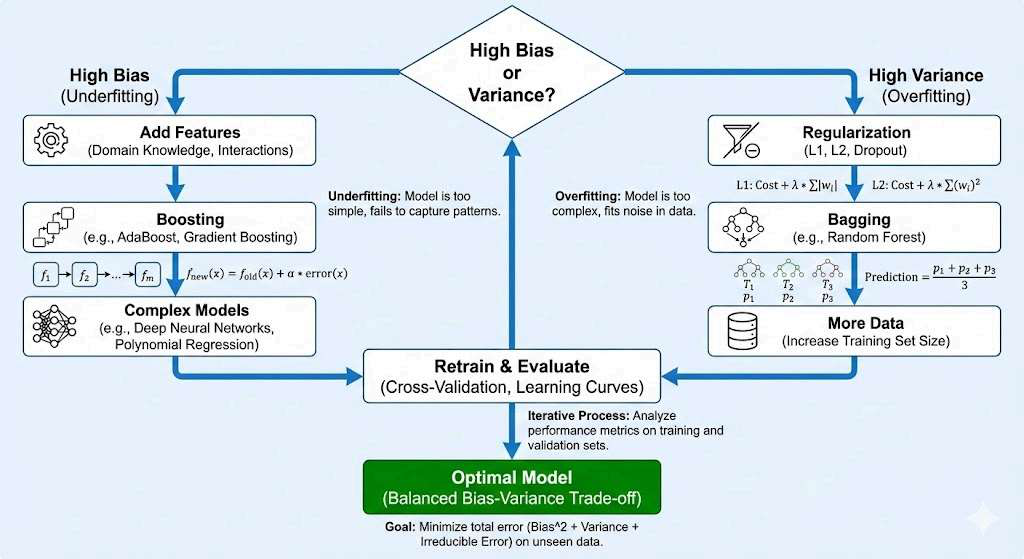 High Bias
or
Variance?
High Bias
(Underfitting)
Add Features
(Domain Knowledge, Interactions)
Boosting
(e.g., AdaBoost, Gradient Boosting)
f₁ → f₂ → ... → fₘ
f_new(x) = f_old(x) + α * error(x)
Complex Models
(e.g., Deep Neural Networks,
Polynomial Regression)
Underfitting: Model is too
simple, fails to capture patterns.
Overfitting: Model is too
complex, fits noise in data.
High Variance
(Overfitting)
Regularization
(L1, L2, Dropout)
L1: Cost + λ * ∑|wᵢ|
L2: Cost + λ * ∑(wᵢ)²
Bagging
(e.g., Random Forest)
T₁ T₂ T₃
p₁ p₂ p₃
Prediction = (p₁ + p₂ + p₃) / 3
More Data
(Increase Training Set Size)
Retrain & Evaluate
(Cross-Validation, Learning Curves)
Iterative Process: Analyze
performance metrics on training and
validation sets.
Optimal Model
(Balanced Bias-Variance Trade-off)
Goal: Minimize total error (Bias^2 + Variance +
Irreducible Error) on unseen data.